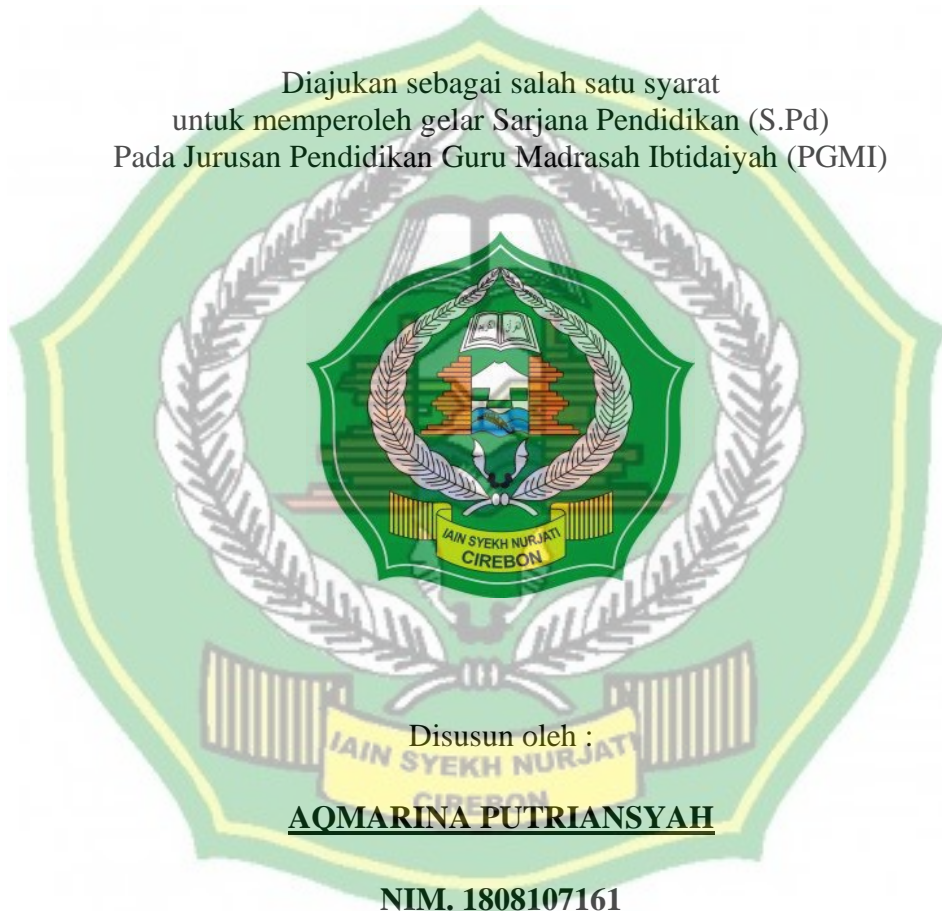 Diajukan sebagai salah satu syarat
untuk memperoleh gelar Sarjana Pendidikan (S.Pd)
Pada Jurusan Pendidikan Guru Madrasah Ibtidaiyah (PGMI)
IAIN SYEKH NURJATI
CIREBON
Disusun oleh :
IAIN SYEKH NURJATI
CIREBON
AQMARINA PUTRIANSYAH
NIM. 1808107161